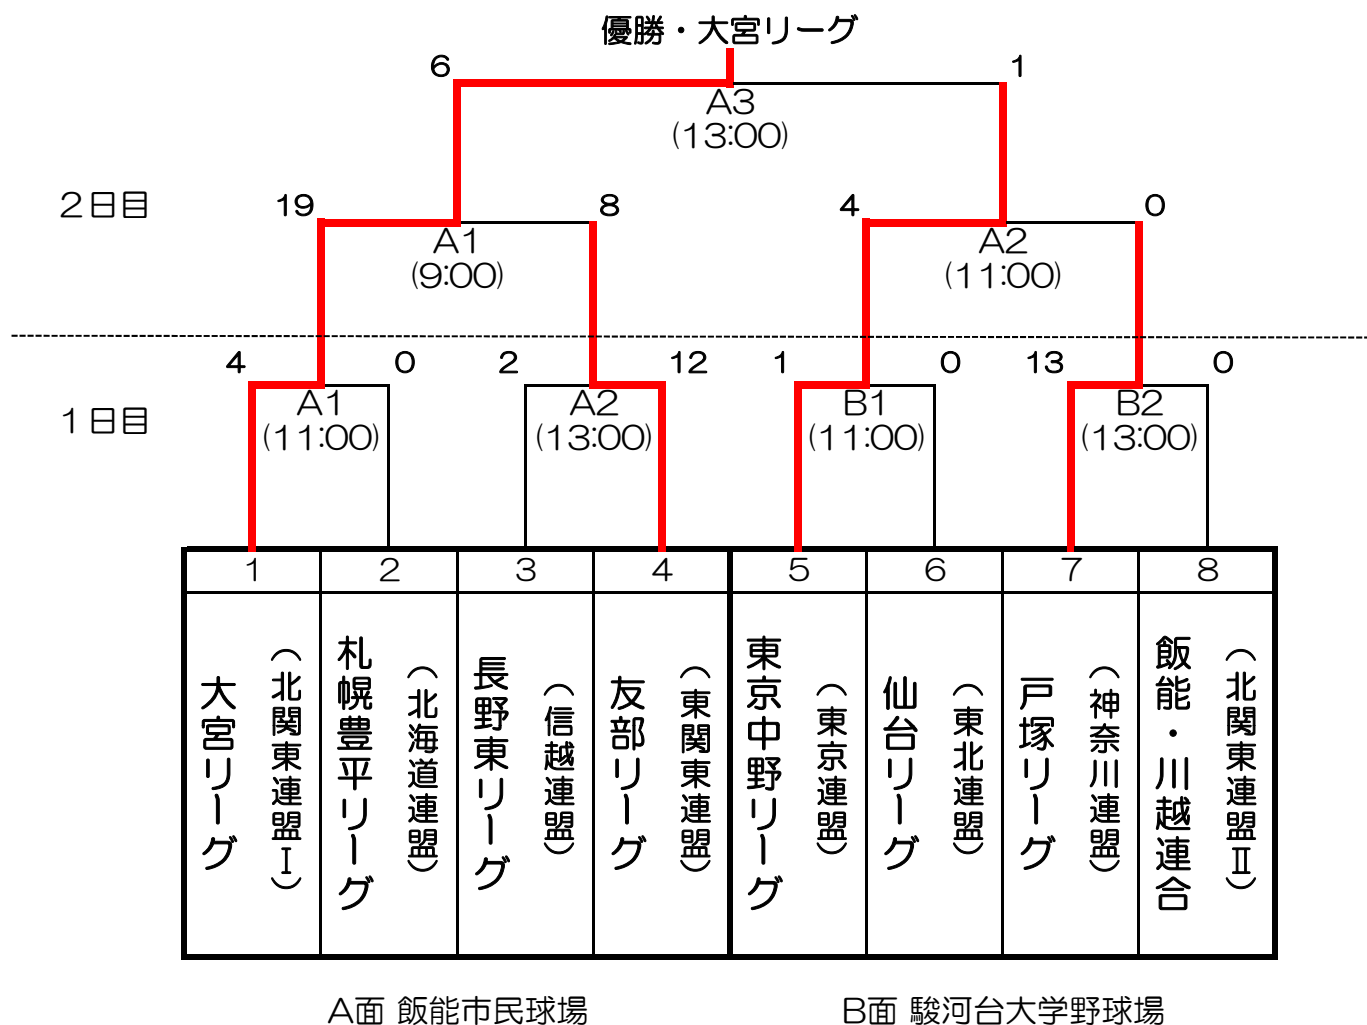 優勝・大宮リーグ
6
1
A3
(13:00)
2日目
19
8
4
0
A1
(9:00)
A2
(11:00)
1日目
4
0
2
12
1
0
13
0
A1
(11:00)
A2
(13:00)
B1
(11:00)
B2
(13:00)
1
2
3
4
5
6
7
8
大宮リーグ
(北関東連盟Ⅰ)
札幌豊平リーグ
(北海道連盟)
長野東リーグ
(信越連盟)
友部リーグ
(東関東連盟)
東京中野リーグ
(東京連盟)
仙台リーグ
(東北連盟)
戸塚リーグ
(神奈川連盟)
飯能・川越連合
(北関東連盟Ⅱ)
A面 飯能市民球場
B面 駿河台大学野球場